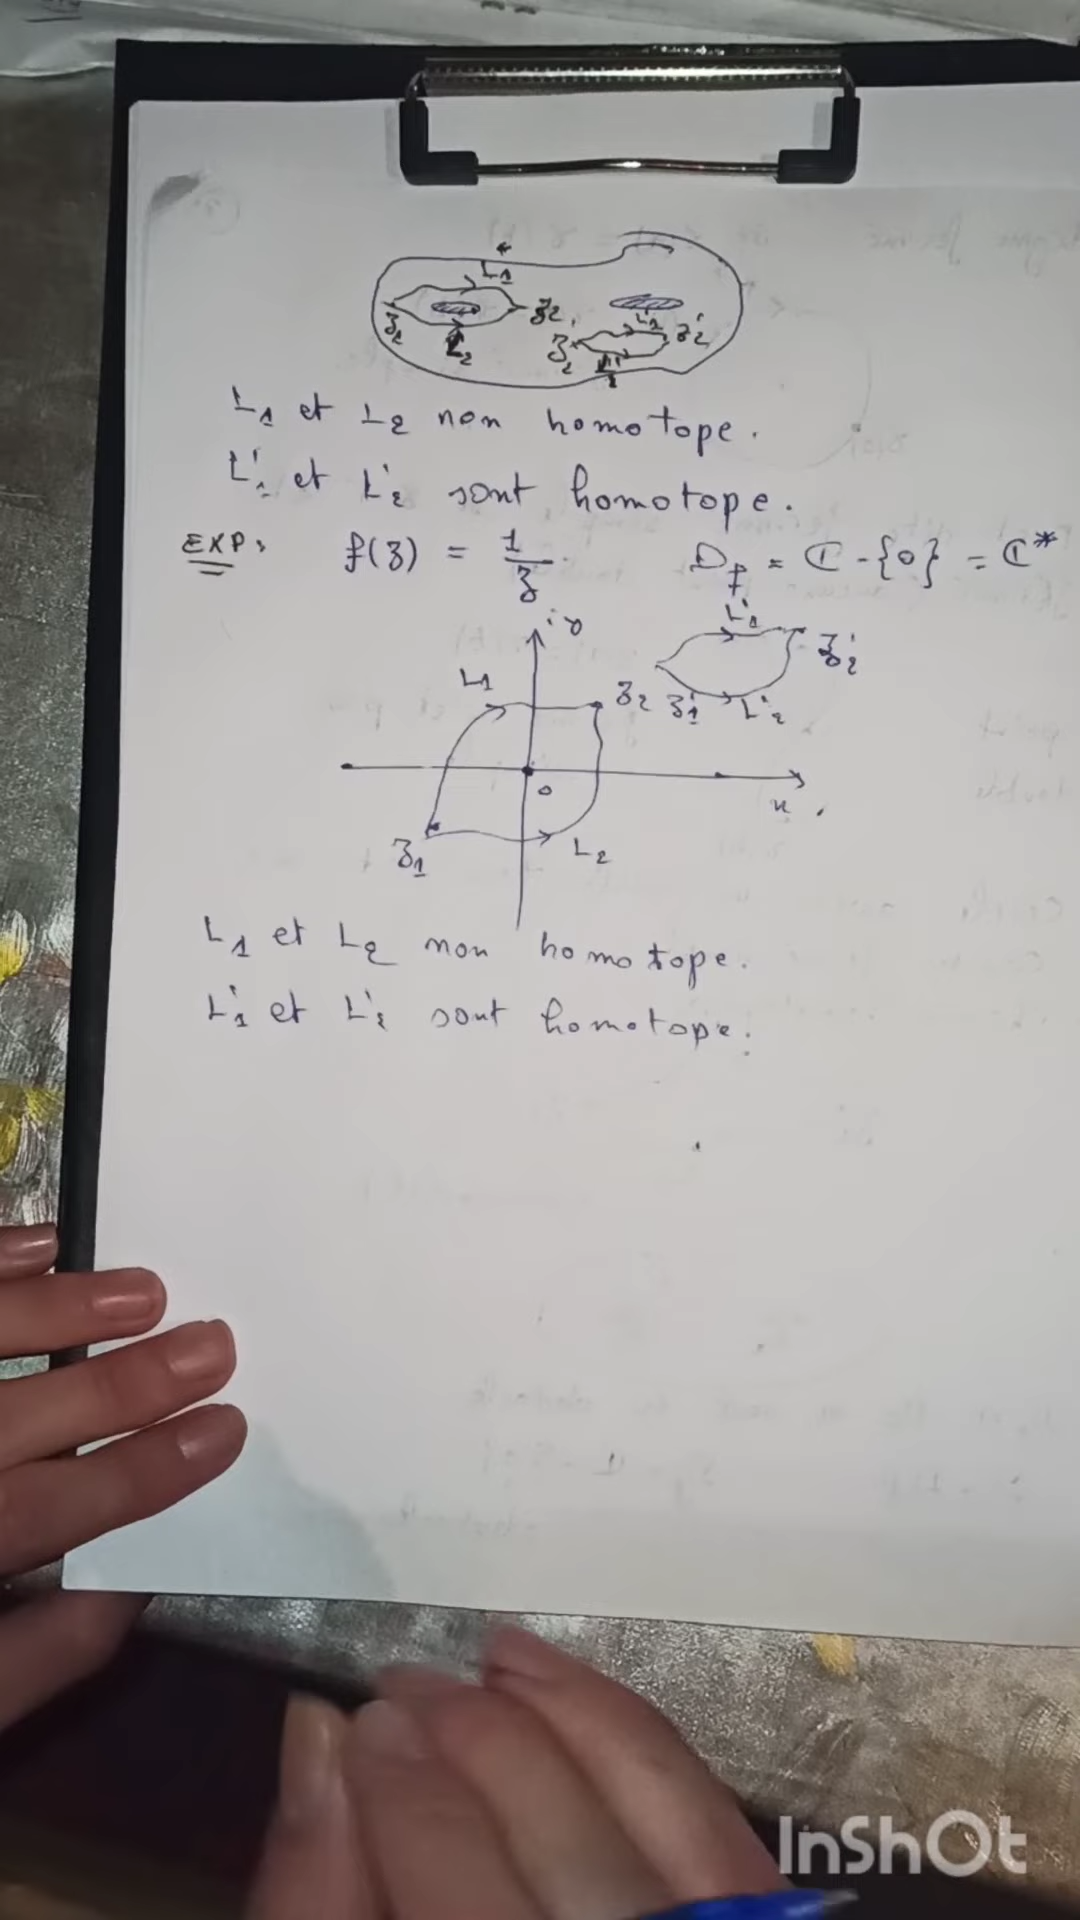 L1
z2
L2
L'1
z'2
L'2
L1 et L2 non homotope.
L'1 et L'2 sont homotope.
EXP: f(z) = 1/z Df = ℂ - {0} = ℂ*
iy
L'1
z'2
L1
z2
z'1
L'2
0
x
z1
L2
L1 et L2 non homotope.
L'1 et L'2 sont homotope.
InShOt